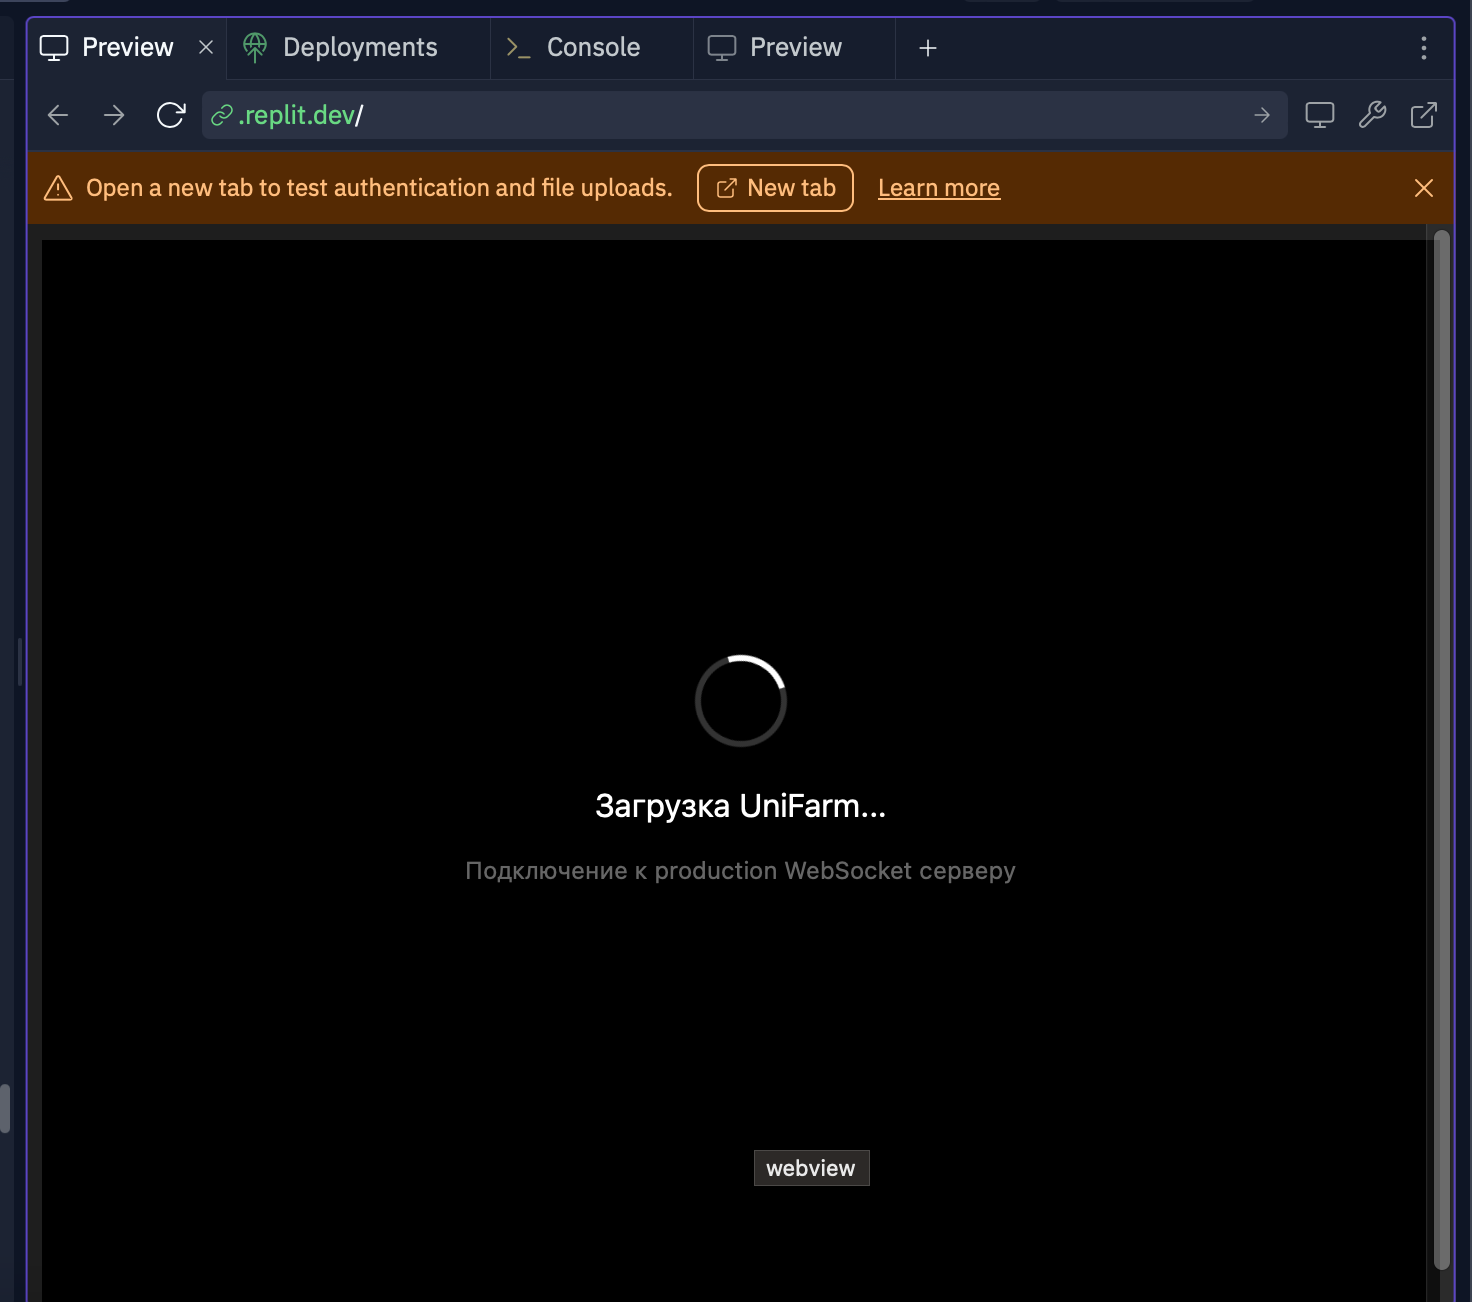 Preview
Deployments
Console
Preview
.replit.dev/
Open a new tab to test authentication and file uploads.
New tab
Learn more
Загрузка UniFarm...
Подключение к production WebSocket серверу
webview